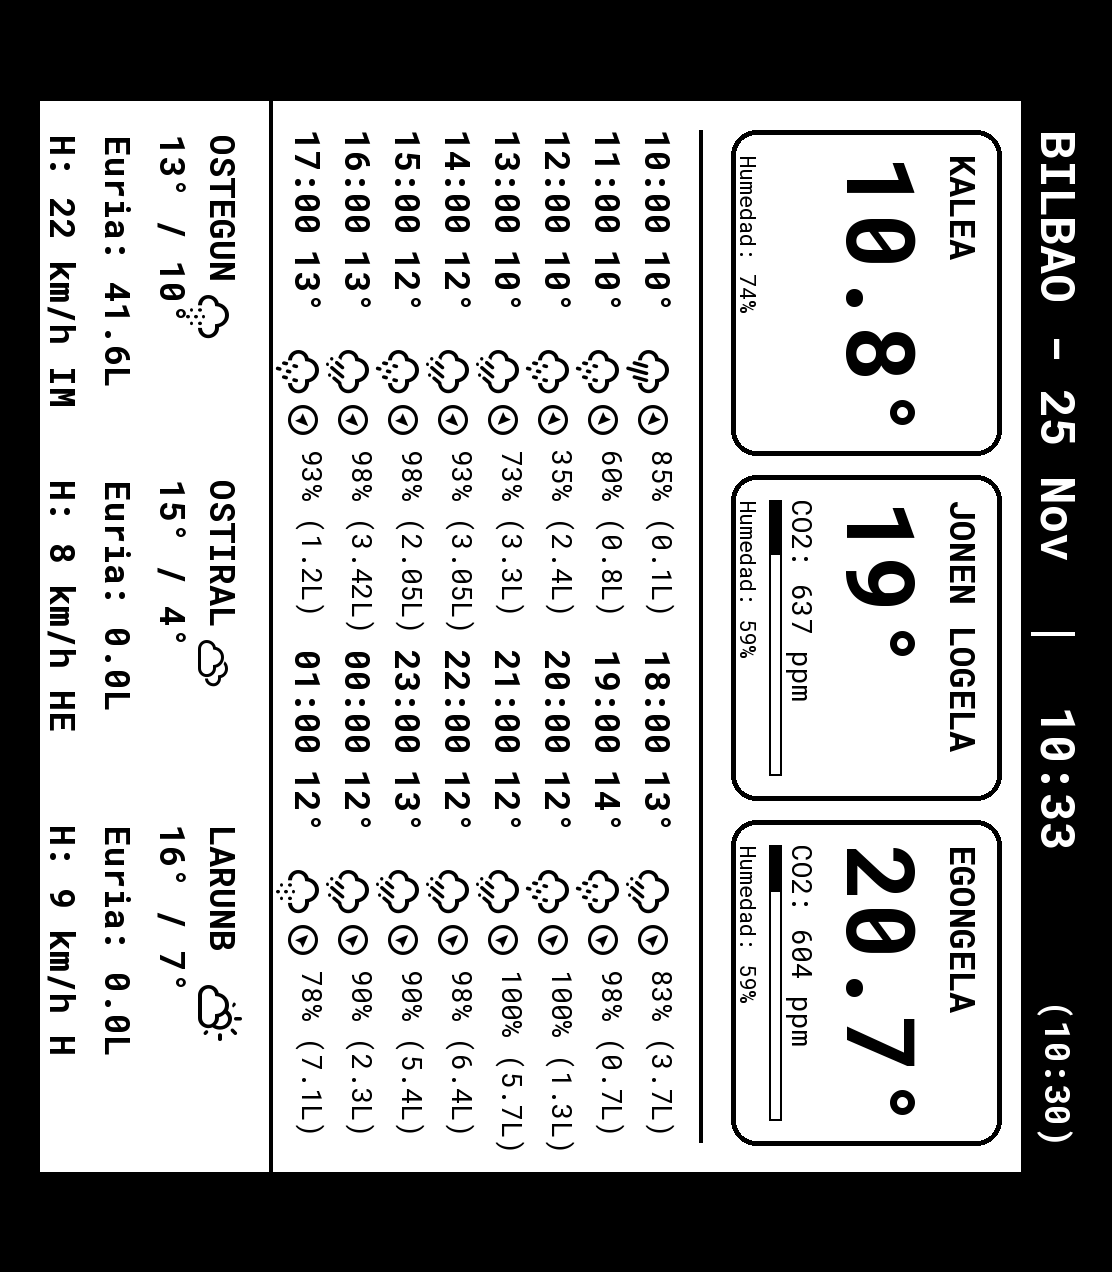 BILBAO - 25 Nov | 10:33 (10:30)
KALEA
10.8°
Humedad: 74%
JONEN LOGELA
19°
CO2: 637 ppm
Humedad: 59%
EGONGELA
20.7°
CO2: 604 ppm
Humedad: 59%
10:00 10° 85% (0.1L)
11:00 10° 60% (0.8L)
12:00 10° 35% (2.4L)
13:00 10° 73% (3.3L)
14:00 12° 93% (3.05L)
15:00 12° 98% (2.05L)
16:00 13° 98% (3.42L)
17:00 13° 93% (1.2L)
18:00 13° 83% (3.7L)
19:00 14° 98% (0.7L)
20:00 12° 100% (1.3L)
21:00 12° 100% (5.7L)
22:00 12° 98% (6.4L)
23:00 13° 90% (5.4L)
00:00 12° 90% (2.3L)
01:00 12° 78% (7.1L)
OSTEGUN
13° / 10°
Euria: 41.6L
H: 22 km/h IM
OSTIRAL
15° / 4°
Euria: 0.0L
H: 8 km/h HE
LARUNB
16° / 7°
Euria: 0.0L
H: 9 km/h H